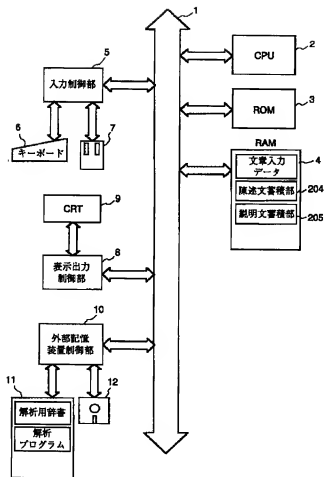 1
5
入力制御部
2
CPU
3
ROM
6
キーボード
7
RAM
文章入力
データ
4
陳述文蓄積部
204
説明文蓄積部
205
9
CRT
8
表示出力
制御部
10
外部記憶
装置制御部
11
12
解析用辞書
解析
プログラム